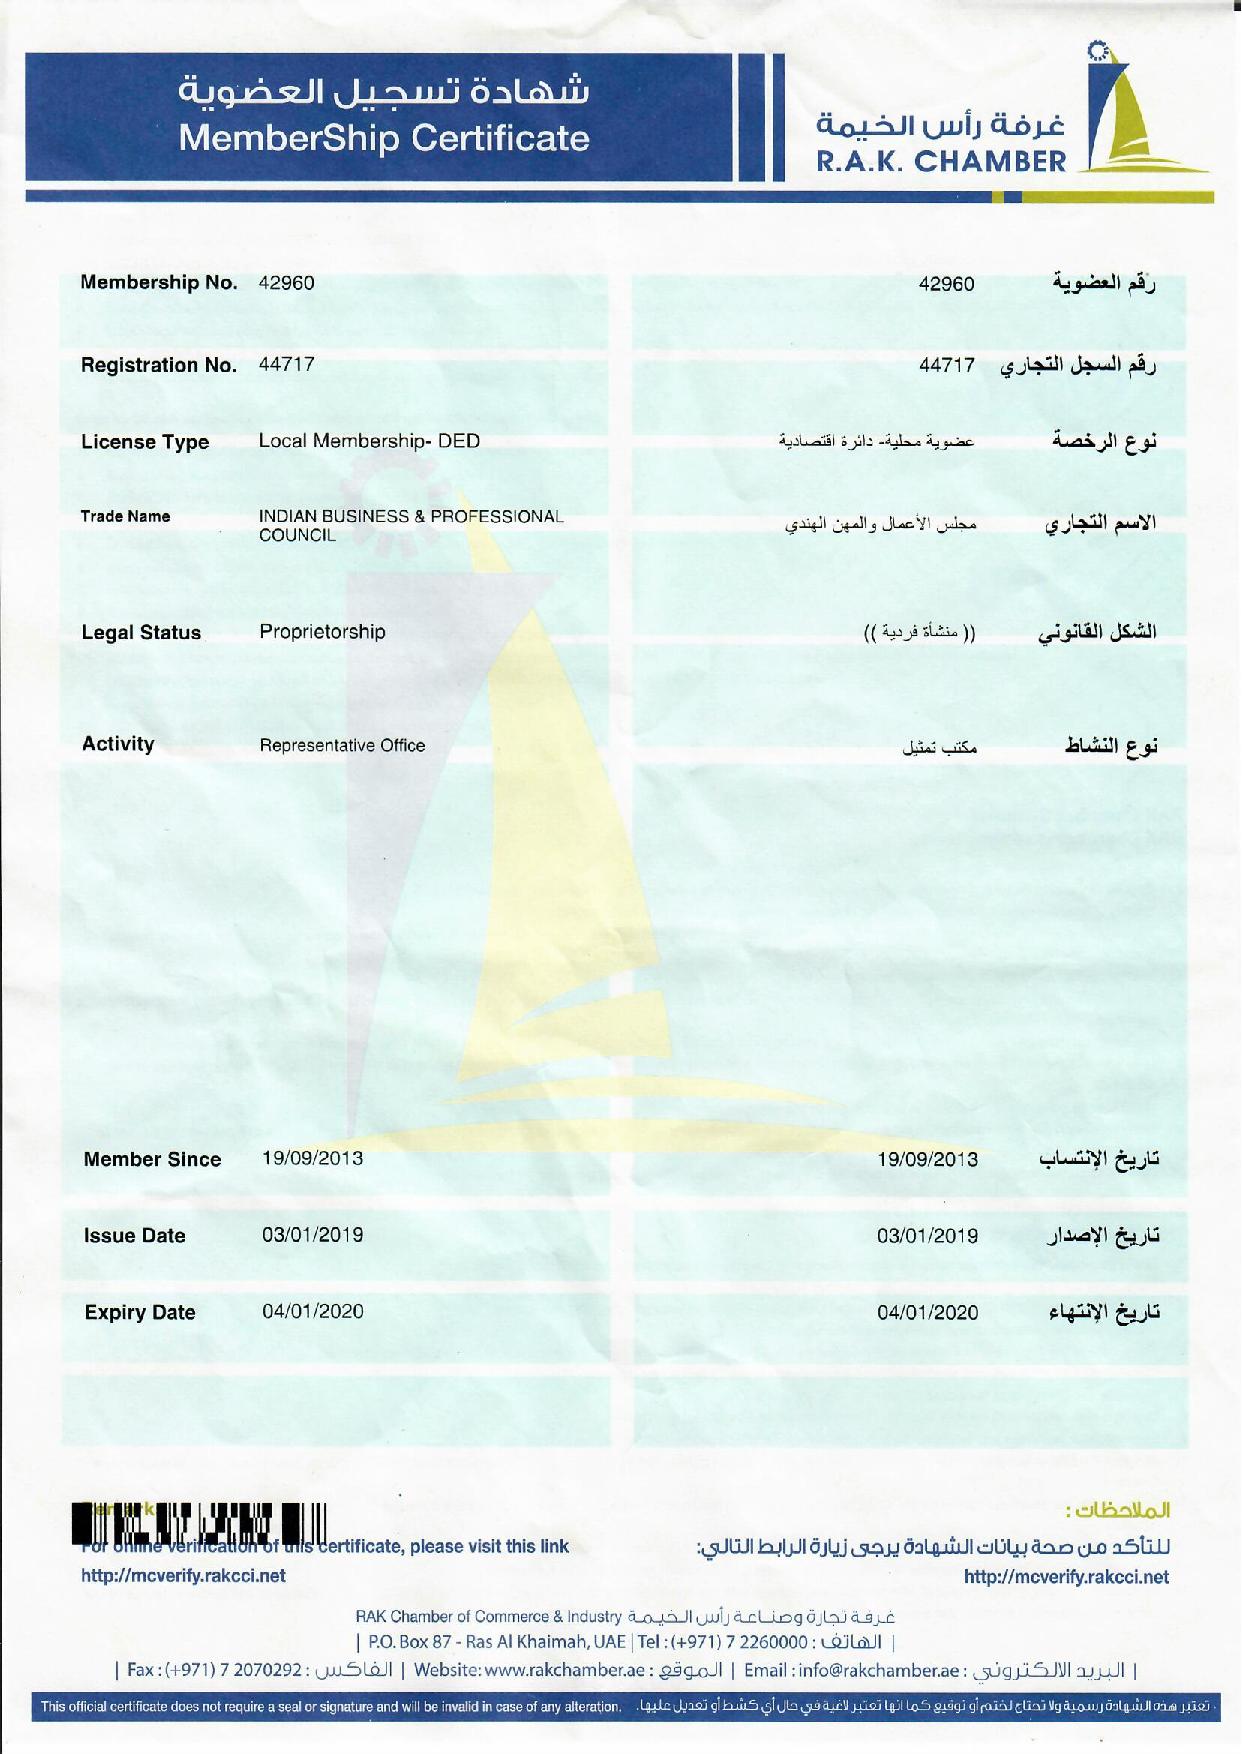 شهادة تسجيل العضوية
MemberShip Certificate
غرفة رأس الخيمة
R.A.K. CHAMBER
Membership No. 42960 42960 رقم العضوية
Registration No. 44717 44717 رقم السجل التجاري
License Type Local Membership- DED عضوية محلية- دائرة اقتصادية نوع الرخصة
Trade Name INDIAN BUSINESS & PROFESSIONAL COUNCIL مجلس الأعمال والمهن الهندي الاسم التجاري
Legal Status Proprietorship (( منشأة فردية )) الشكل القانوني
Activity Representative Office مكتب تمثيل نوع النشاط
Member Since 19/09/2013 19/09/2013 تاريخ الإنتساب
Issue Date 03/01/2019 03/01/2019 تاريخ الإصدار
Expiry Date 04/01/2020 04/01/2020 تاريخ الإنتهاء
الملاحظات :
For online verification of this certificate, please visit this link للتأكد من صحة بيانات الشهادة يرجى زيارة الرابط التالي:
http://mcverify.rakcci.net http://mcverify.rakcci.net
RAK Chamber of Commerce & Industry غرفة تجارة وصناعة رأس الخيمة
| P.O. Box 87 - Ras Al Khaimah, UAE | Tel : (+971) 7 2260000 : الهاتف |
| Fax : (+971) 7 2070292 : الفاكس | Website: www.rakchamber.ae : الموقع | Email : info@rakchamber.ae : البريد الالكتروني |
This official certificate does not require a seal or signature and will be invalid in case of any alteration. تعتبر هذه الشهادة رسمية ولا تحتاج لختم أو توقيع كما انها تعتبر لاغية في حال أي كشط أو تعديل عليها.